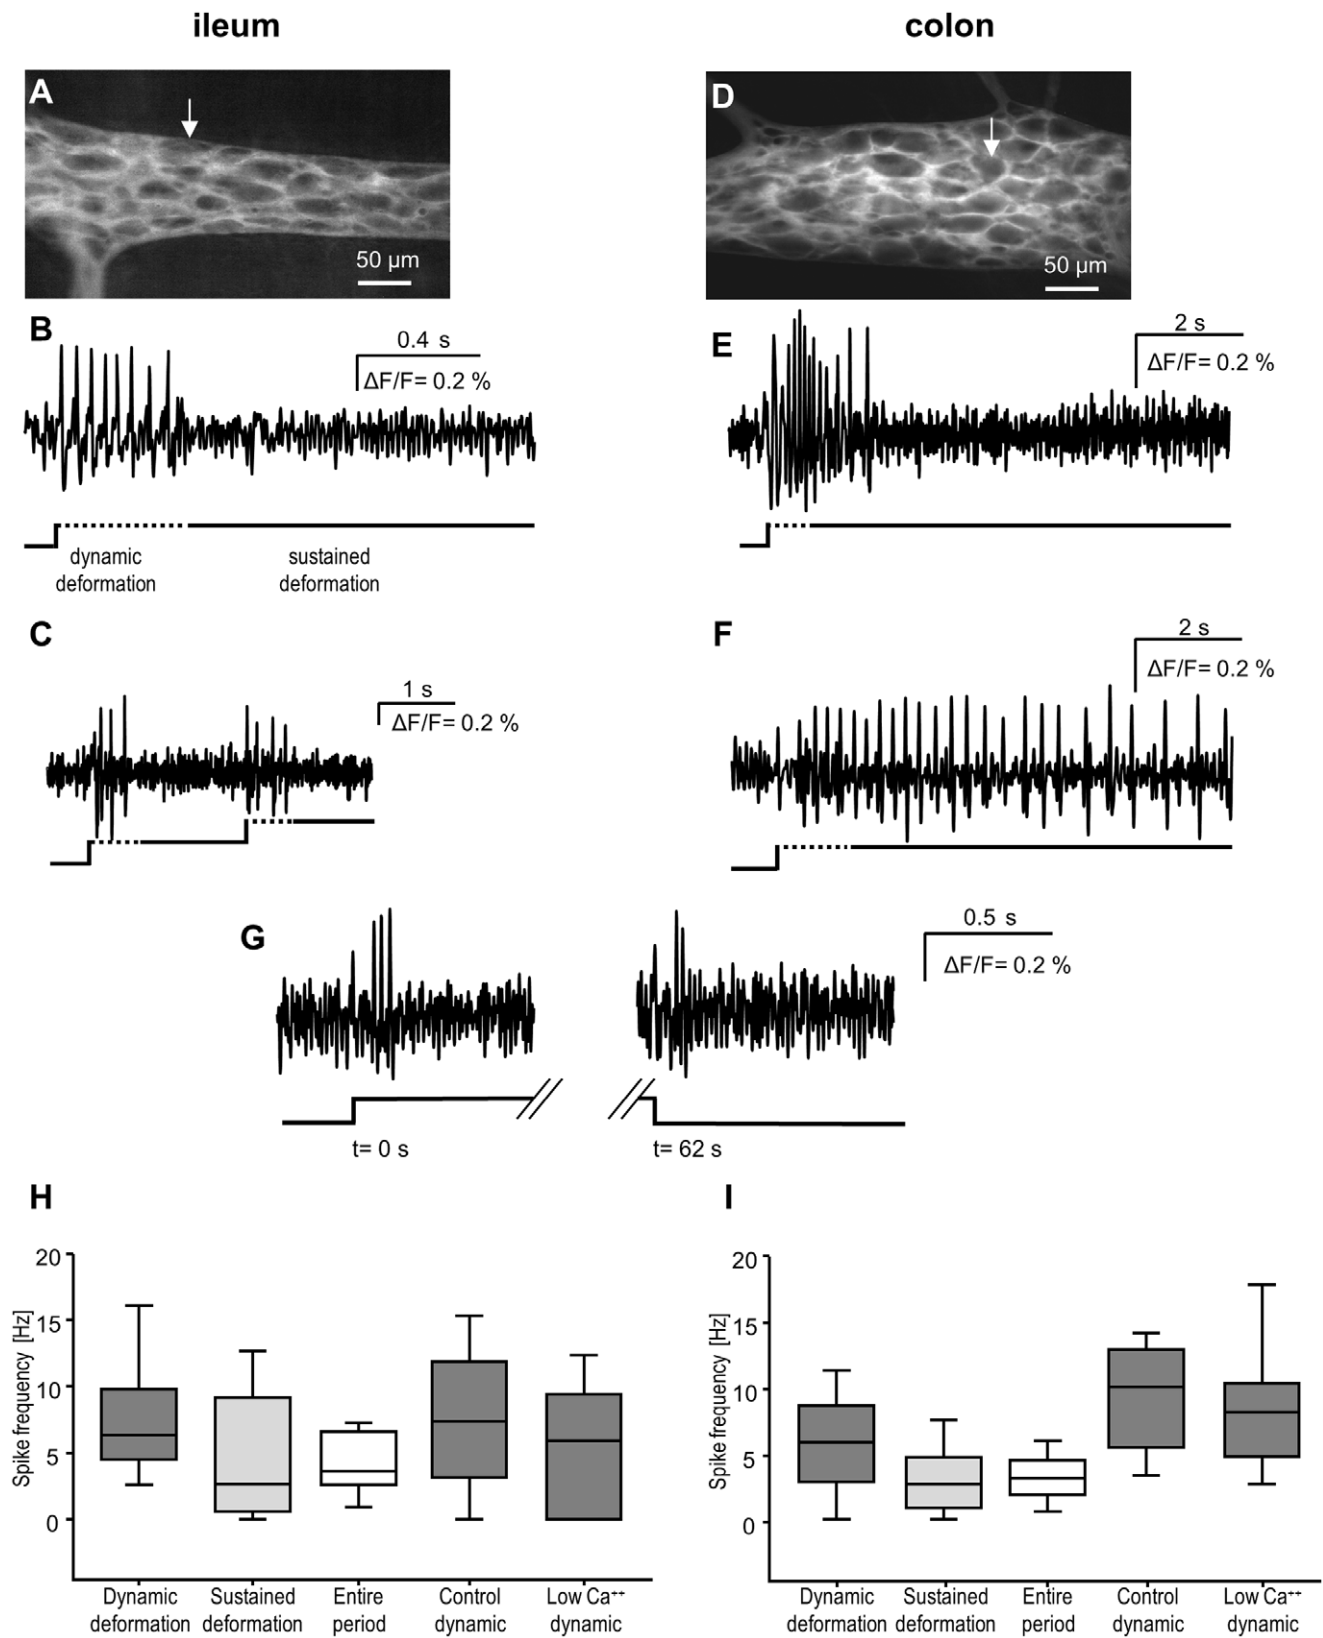 ileum
colon
A
50 µm
D
50 µm
B
0.4 s
ΔF/F= 0.2 %
dynamic
deformation
sustained
deformation
E
2 s
ΔF/F= 0.2 %
C
1 s
ΔF/F= 0.2 %
F
2 s
ΔF/F= 0.2 %
G
0.5 s
ΔF/F= 0.2 %
t= 0 s
t= 62 s
H
Spike frequency [Hz]
20
15
10
5
0
Dynamic
deformation
Sustained
deformation
Entire
period
Control
dynamic
Low Ca⁺⁺
dynamic
I
Spike frequency [Hz]
20
15
10
5
0
Dynamic
deformation
Sustained
deformation
Entire
period
Control
dynamic
Low Ca⁺⁺
dynamic